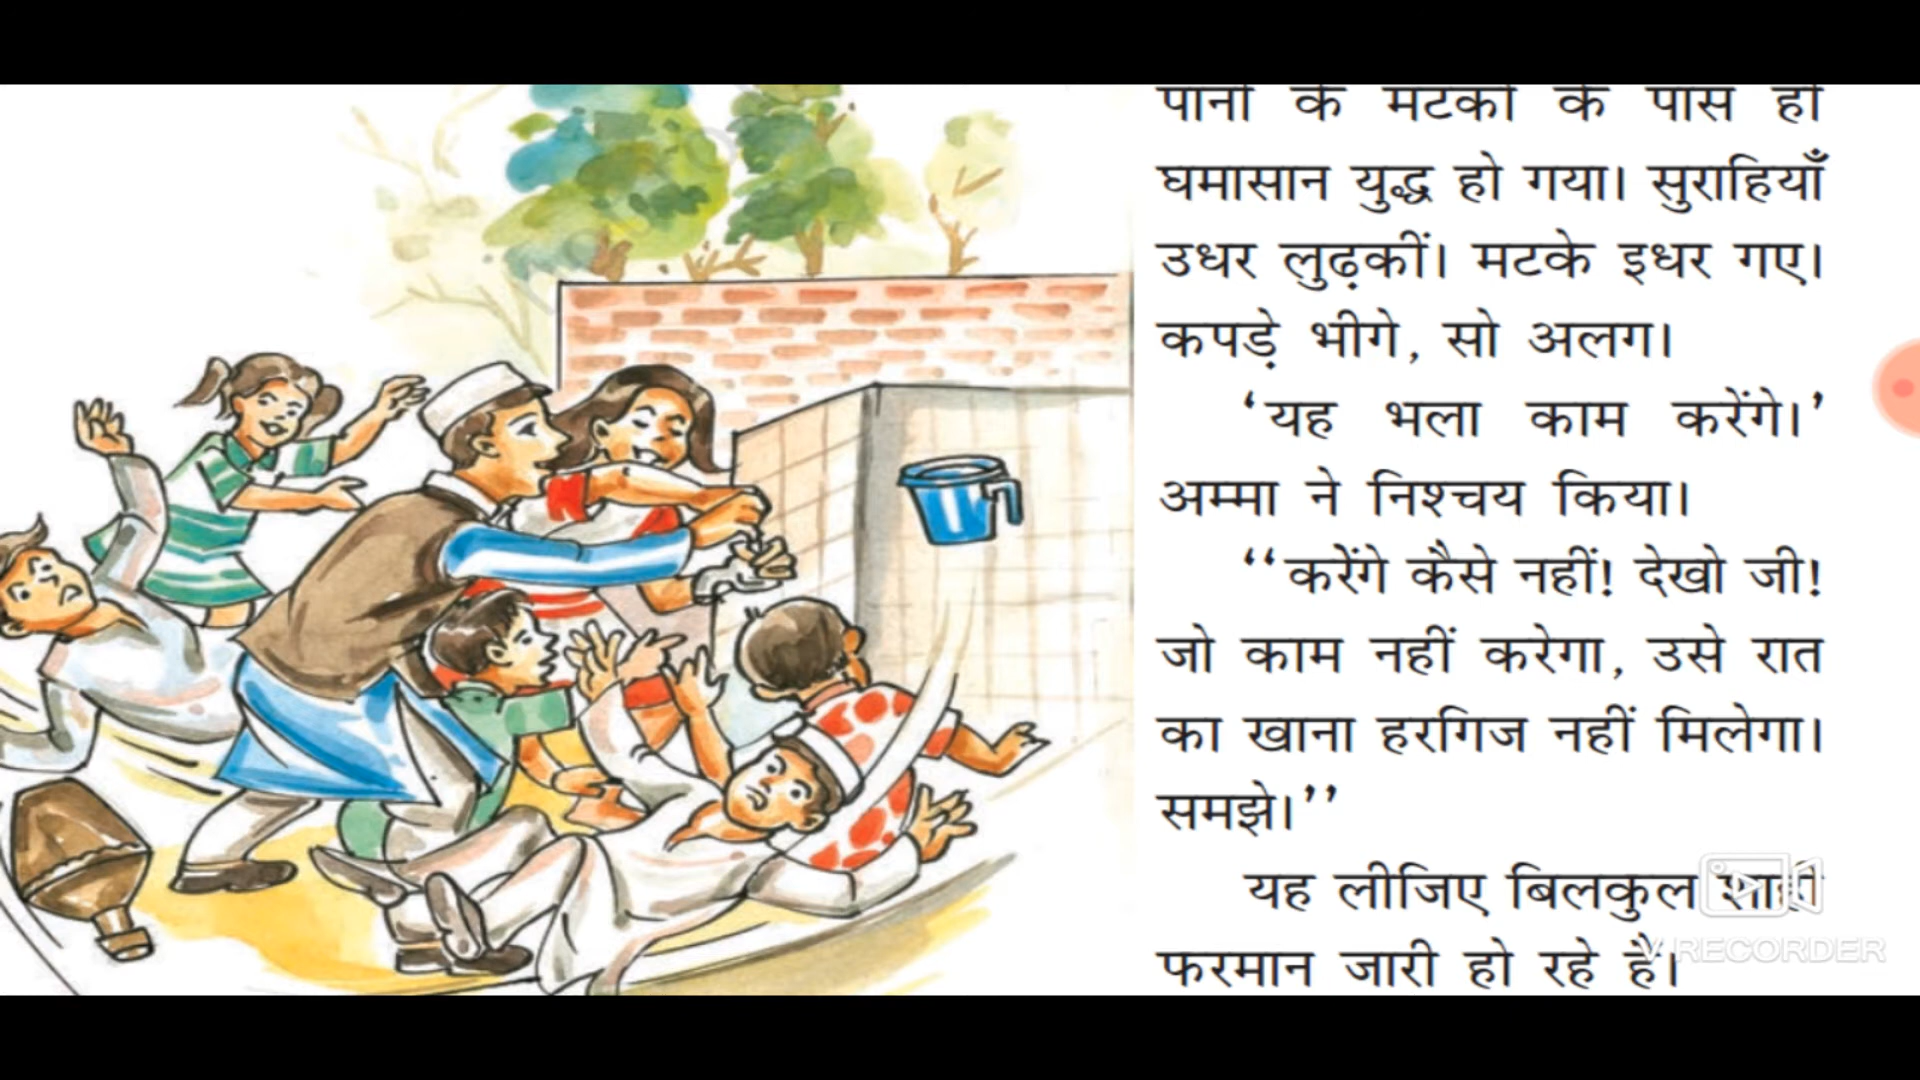 पानी के मटकों के पास ही
घमासान युद्ध हो गया। सुराहियाँ
उधर लुढ़कीं। मटके इधर गए।
कपड़े भीगे, सो अलग।
‘यह भला काम करेंगे।’
अम्मा ने निश्चय किया।
‘‘करेंगे कैसे नहीं! देखो जी!
जो काम नहीं करेगा, उसे रात
का खाना हरगिज नहीं मिलेगा।
समझे।’’
यह लीजिए बिलकुल शाही
फरमान जारी हो रहे हैं।
V RECORDER